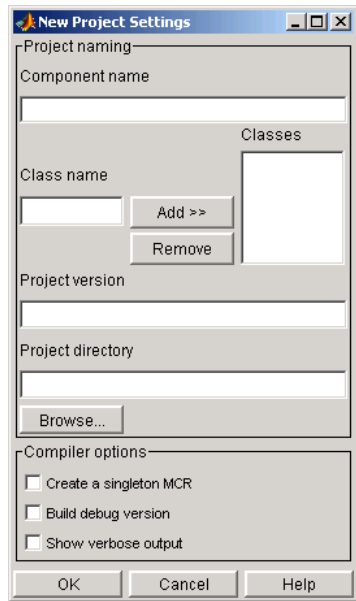 New Project Settings
Project naming
Component name
Classes
Class name
Add >>
Remove
Project version
Project directory
Browse...
Compiler options
Create a singleton MCR
Build debug version
Show verbose output
OK Cancel Help